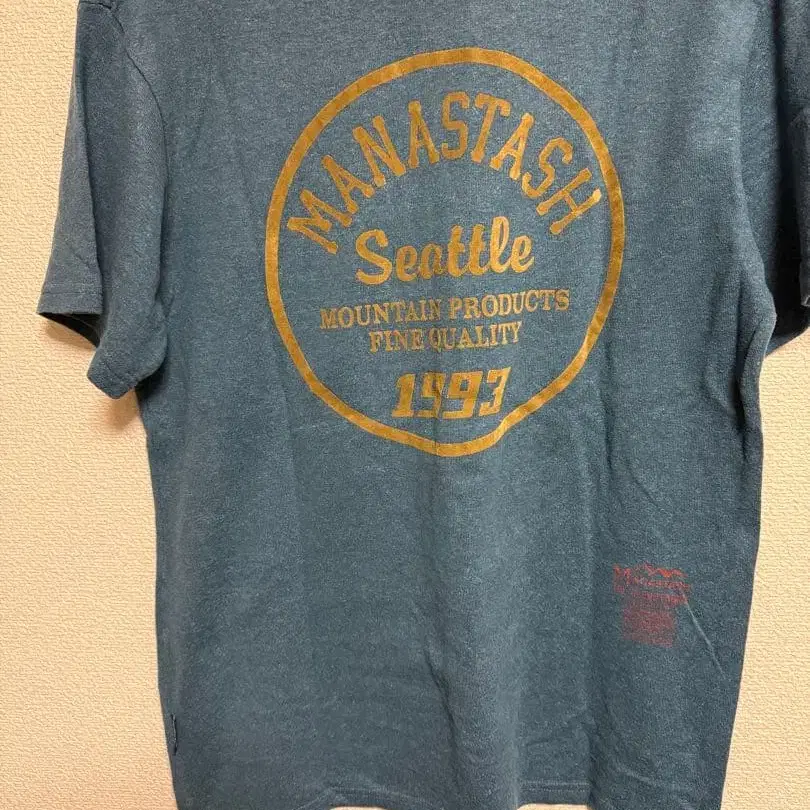 MANASTASH
Seattle
MOUNTAIN PRODUCTS
FINE QUALITY
1993